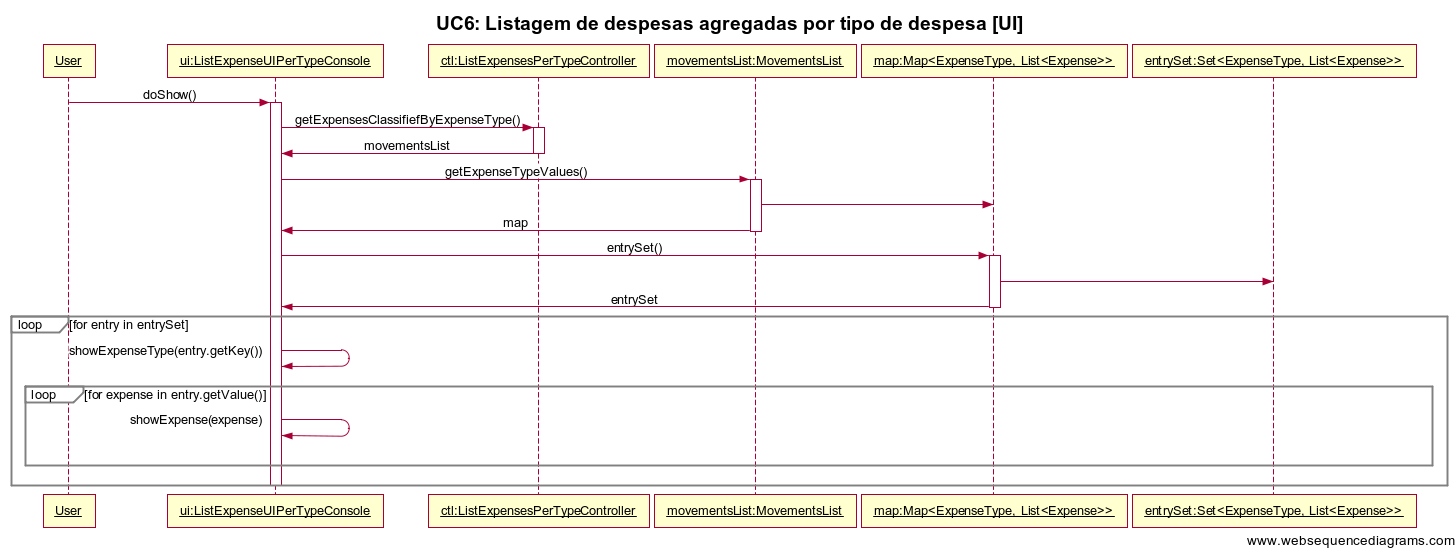 UC6: Listagem de despesas agregadas por tipo de despesa [UI]
User
ui:ListExpenseUIPerTypeConsole
ctl:ListExpensesPerTypeController
movementsList:MovementsList
map:Map<ExpenseType, List<Expense>>
entrySet:Set<ExpenseType, List<Expense>>
doShow()
getExpensesClassifiefByExpenseType()
movementsList
getExpenseTypeValues()
map
entrySet()
entrySet
loop [for entry in entrySet]
showExpenseType(entry.getKey())
loop [for expense in entry.getValue()]
showExpense(expense)
User
ui:ListExpenseUIPerTypeConsole
ctl:ListExpensesPerTypeController
movementsList:MovementsList
map:Map<ExpenseType, List<Expense>>
entrySet:Set<ExpenseType, List<Expense>>
www.websequencediagrams.com